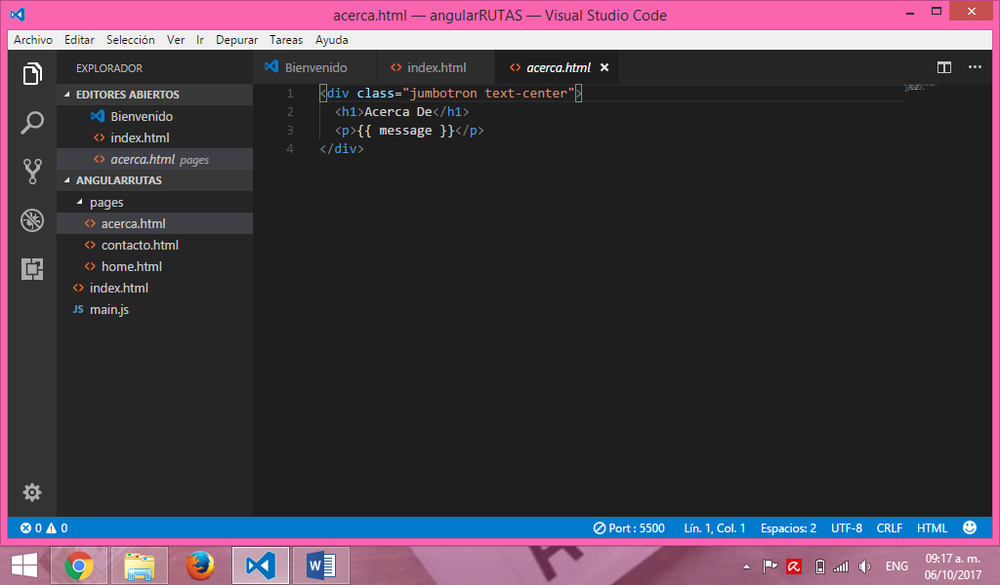 acerca.html — angularRUTAS — Visual Studio Code
Archivo Editar Selección Ver Ir Depurar Tareas Ayuda
EXPLORADOR
EDITORES ABIERTOS
Bienvenido
index.html
acerca.html pages
ANGULARRUTAS
pages
acerca.html
contacto.html
home.html
index.html
JS main.js
Bienvenido index.html acerca.html
1 <div class="jumbotron text-center">
2 <h1>Acerca De</h1>
3 <p>{{ message }}</p>
4 </div>
0 0 Port : 5500 Lín. 1, Col. 1 Espacios: 2 UTF-8 CRLF HTML
ENG
09:17 a. m.
06/10/2017